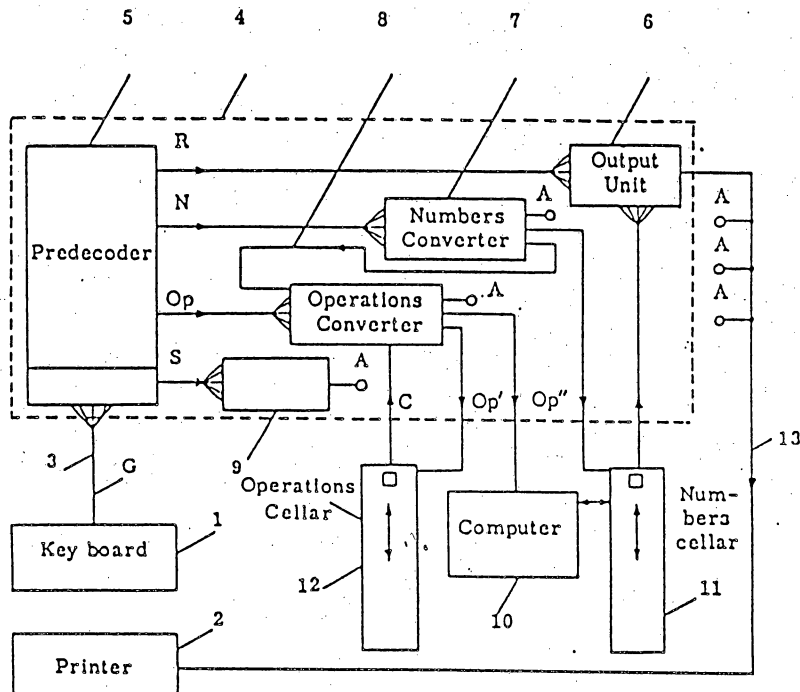 5 4 8 7 6
R
Output
Unit
N
A
Numbers
Converter
A
A
A
Predecoder
Op
Operations
Converter
A
S
A
C
Op′
Op″
3
G
9
13
Operations
Cellar
Num-
bers
cellar
Computer
1
Key board
12
10
11
2
Printer